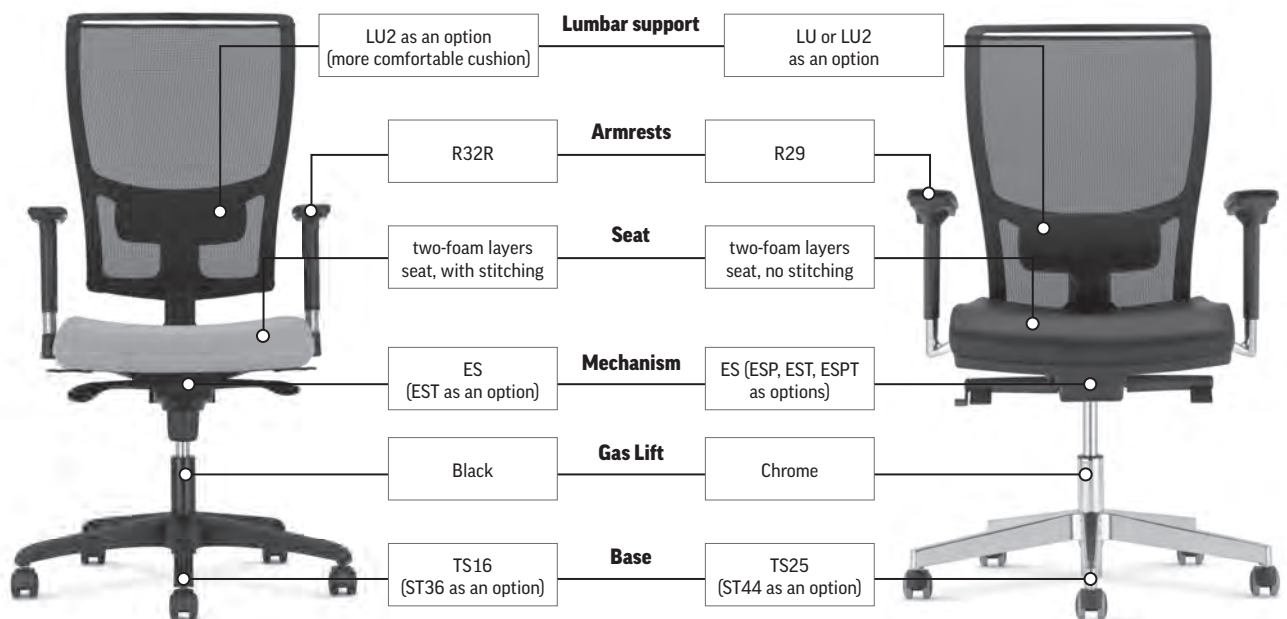 Lumbar support
LU2 as an option
(more comfortable cushion)
LU or LU2
as an option
Armrests
R32R
R29
Seat
two-foam layers
seat, with stitching
two-foam layers
seat, no stitching
Mechanism
ES
(EST as an option)
ES (ESP, EST, ESPT
as options)
Gas Lift
Black
Chrome
Base
TS16
(ST36 as an option)
TS25
(ST44 as an option)